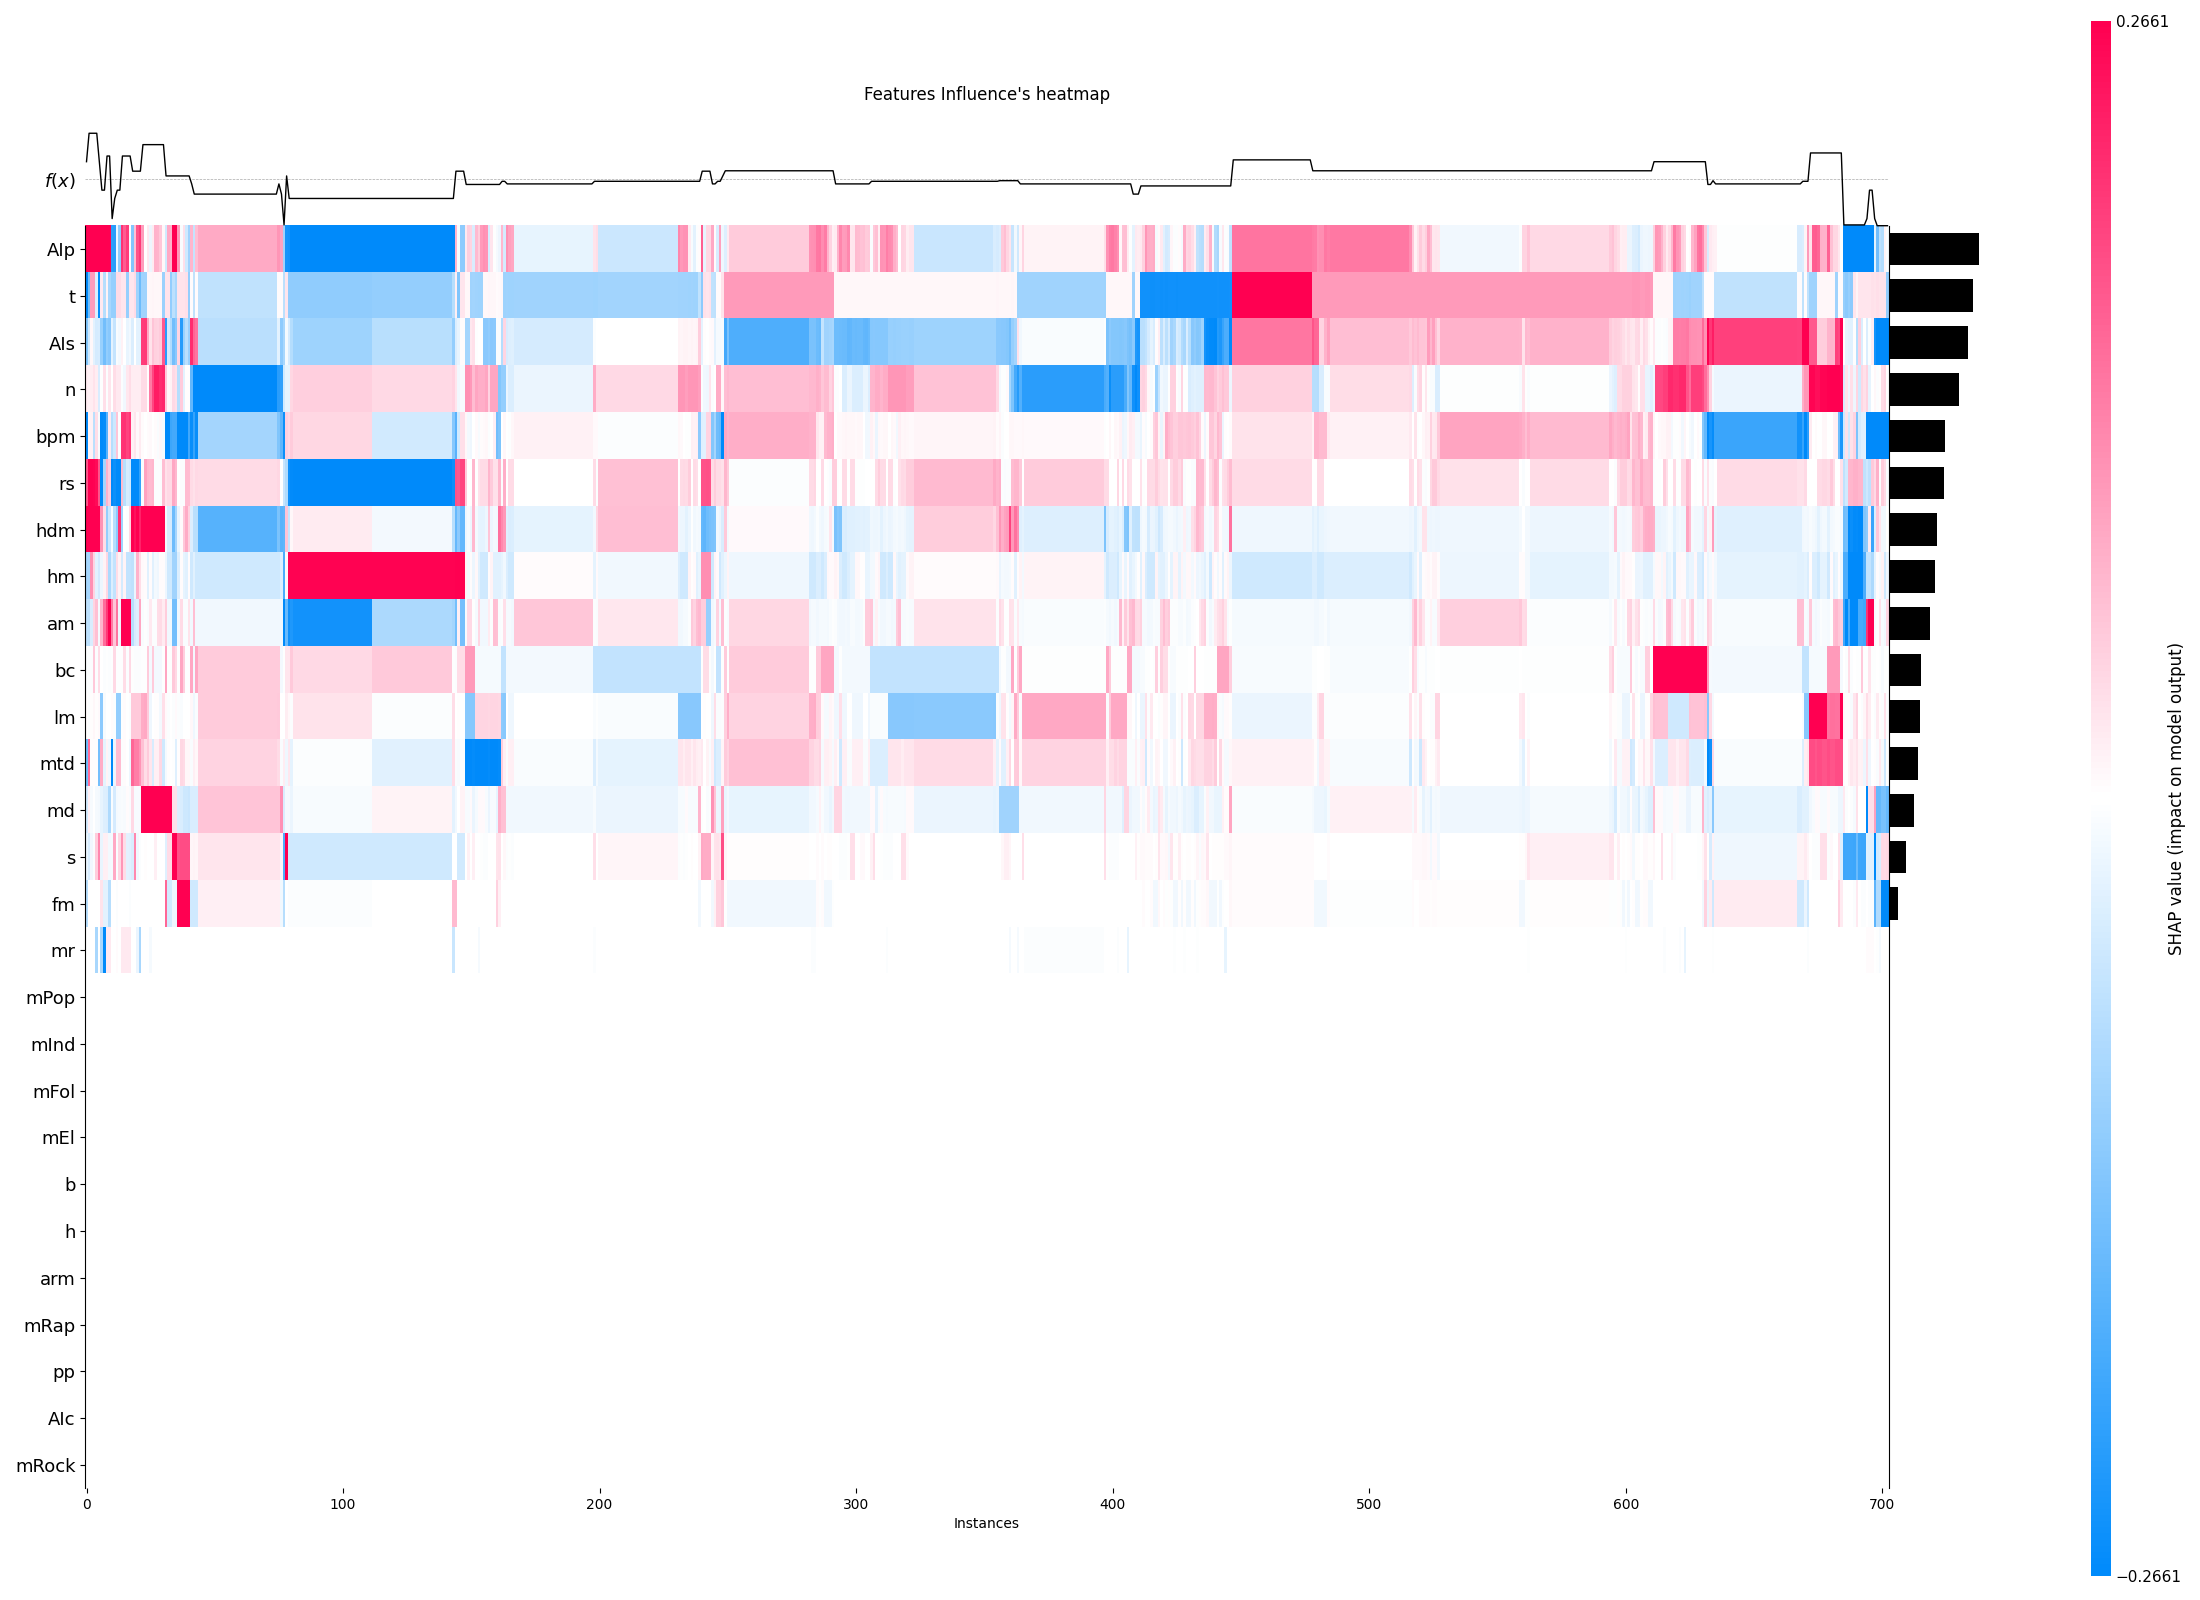 0.2661
Features Influence's heatmap
f(x)
AIp
t
AIs
n
bpm
rs
hdm
hm
am
bc
lm
mtd
md
s
fm
mr
mPop
mInd
mFol
mEl
b
h
arm
mRap
pp
AIc
mRock
0 100 200 300 400 500 600 700
Instances
SHAP value (impact on model output)
−0.2661